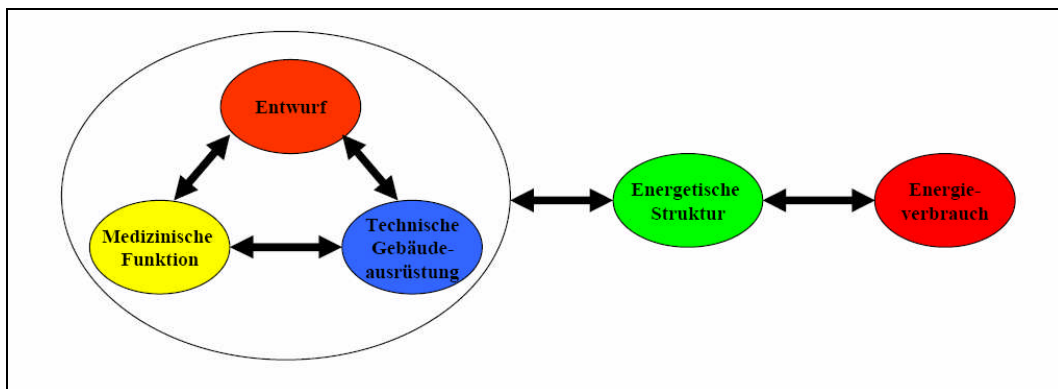 Entwurf
Medizinische
Funktion
Technische
Gebäude-
ausrüstung
Energetische
Struktur
Energie-
verbrauch